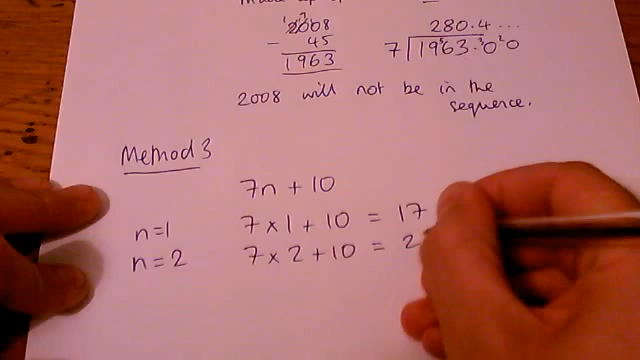 2008
- 45
1963
280.4...
7 1963.00
2008 will not be in the
sequence.
Method 3
7n + 10
n=1 7 x 1 + 10 = 17
n=2 7 x 2 + 10 = 2